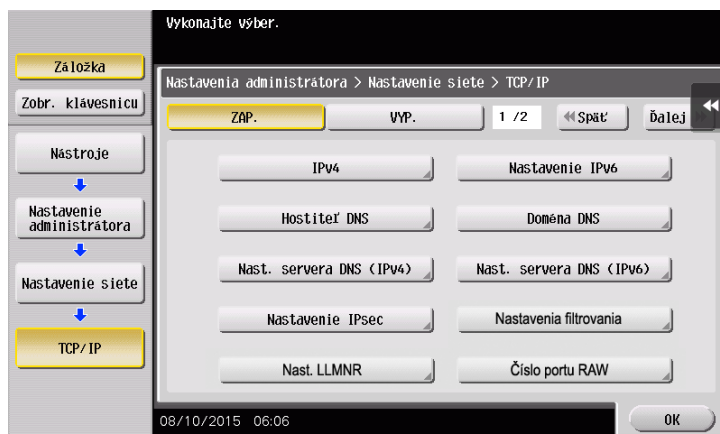 Vykonajte výber.
Záložka
Zobr. klávesnicu
Nástroje
Nastavenie
administrátora
Nastavenie siete
TCP/IP
Nastavenia administrátora > Nastavenie siete > TCP/IP
ZAP.
VYP.
1 /2
Späť
Ďalej
IPv4
Nastavenie IPv6
Hostiteľ DNS
Doména DNS
Nast. servera DNS (IPv4)
Nast. servera DNS (IPv6)
Nastavenie IPsec
Nastavenia filtrovania
Nast. LLMNR
Číslo portu RAW
08/10/2015 06:06
OK